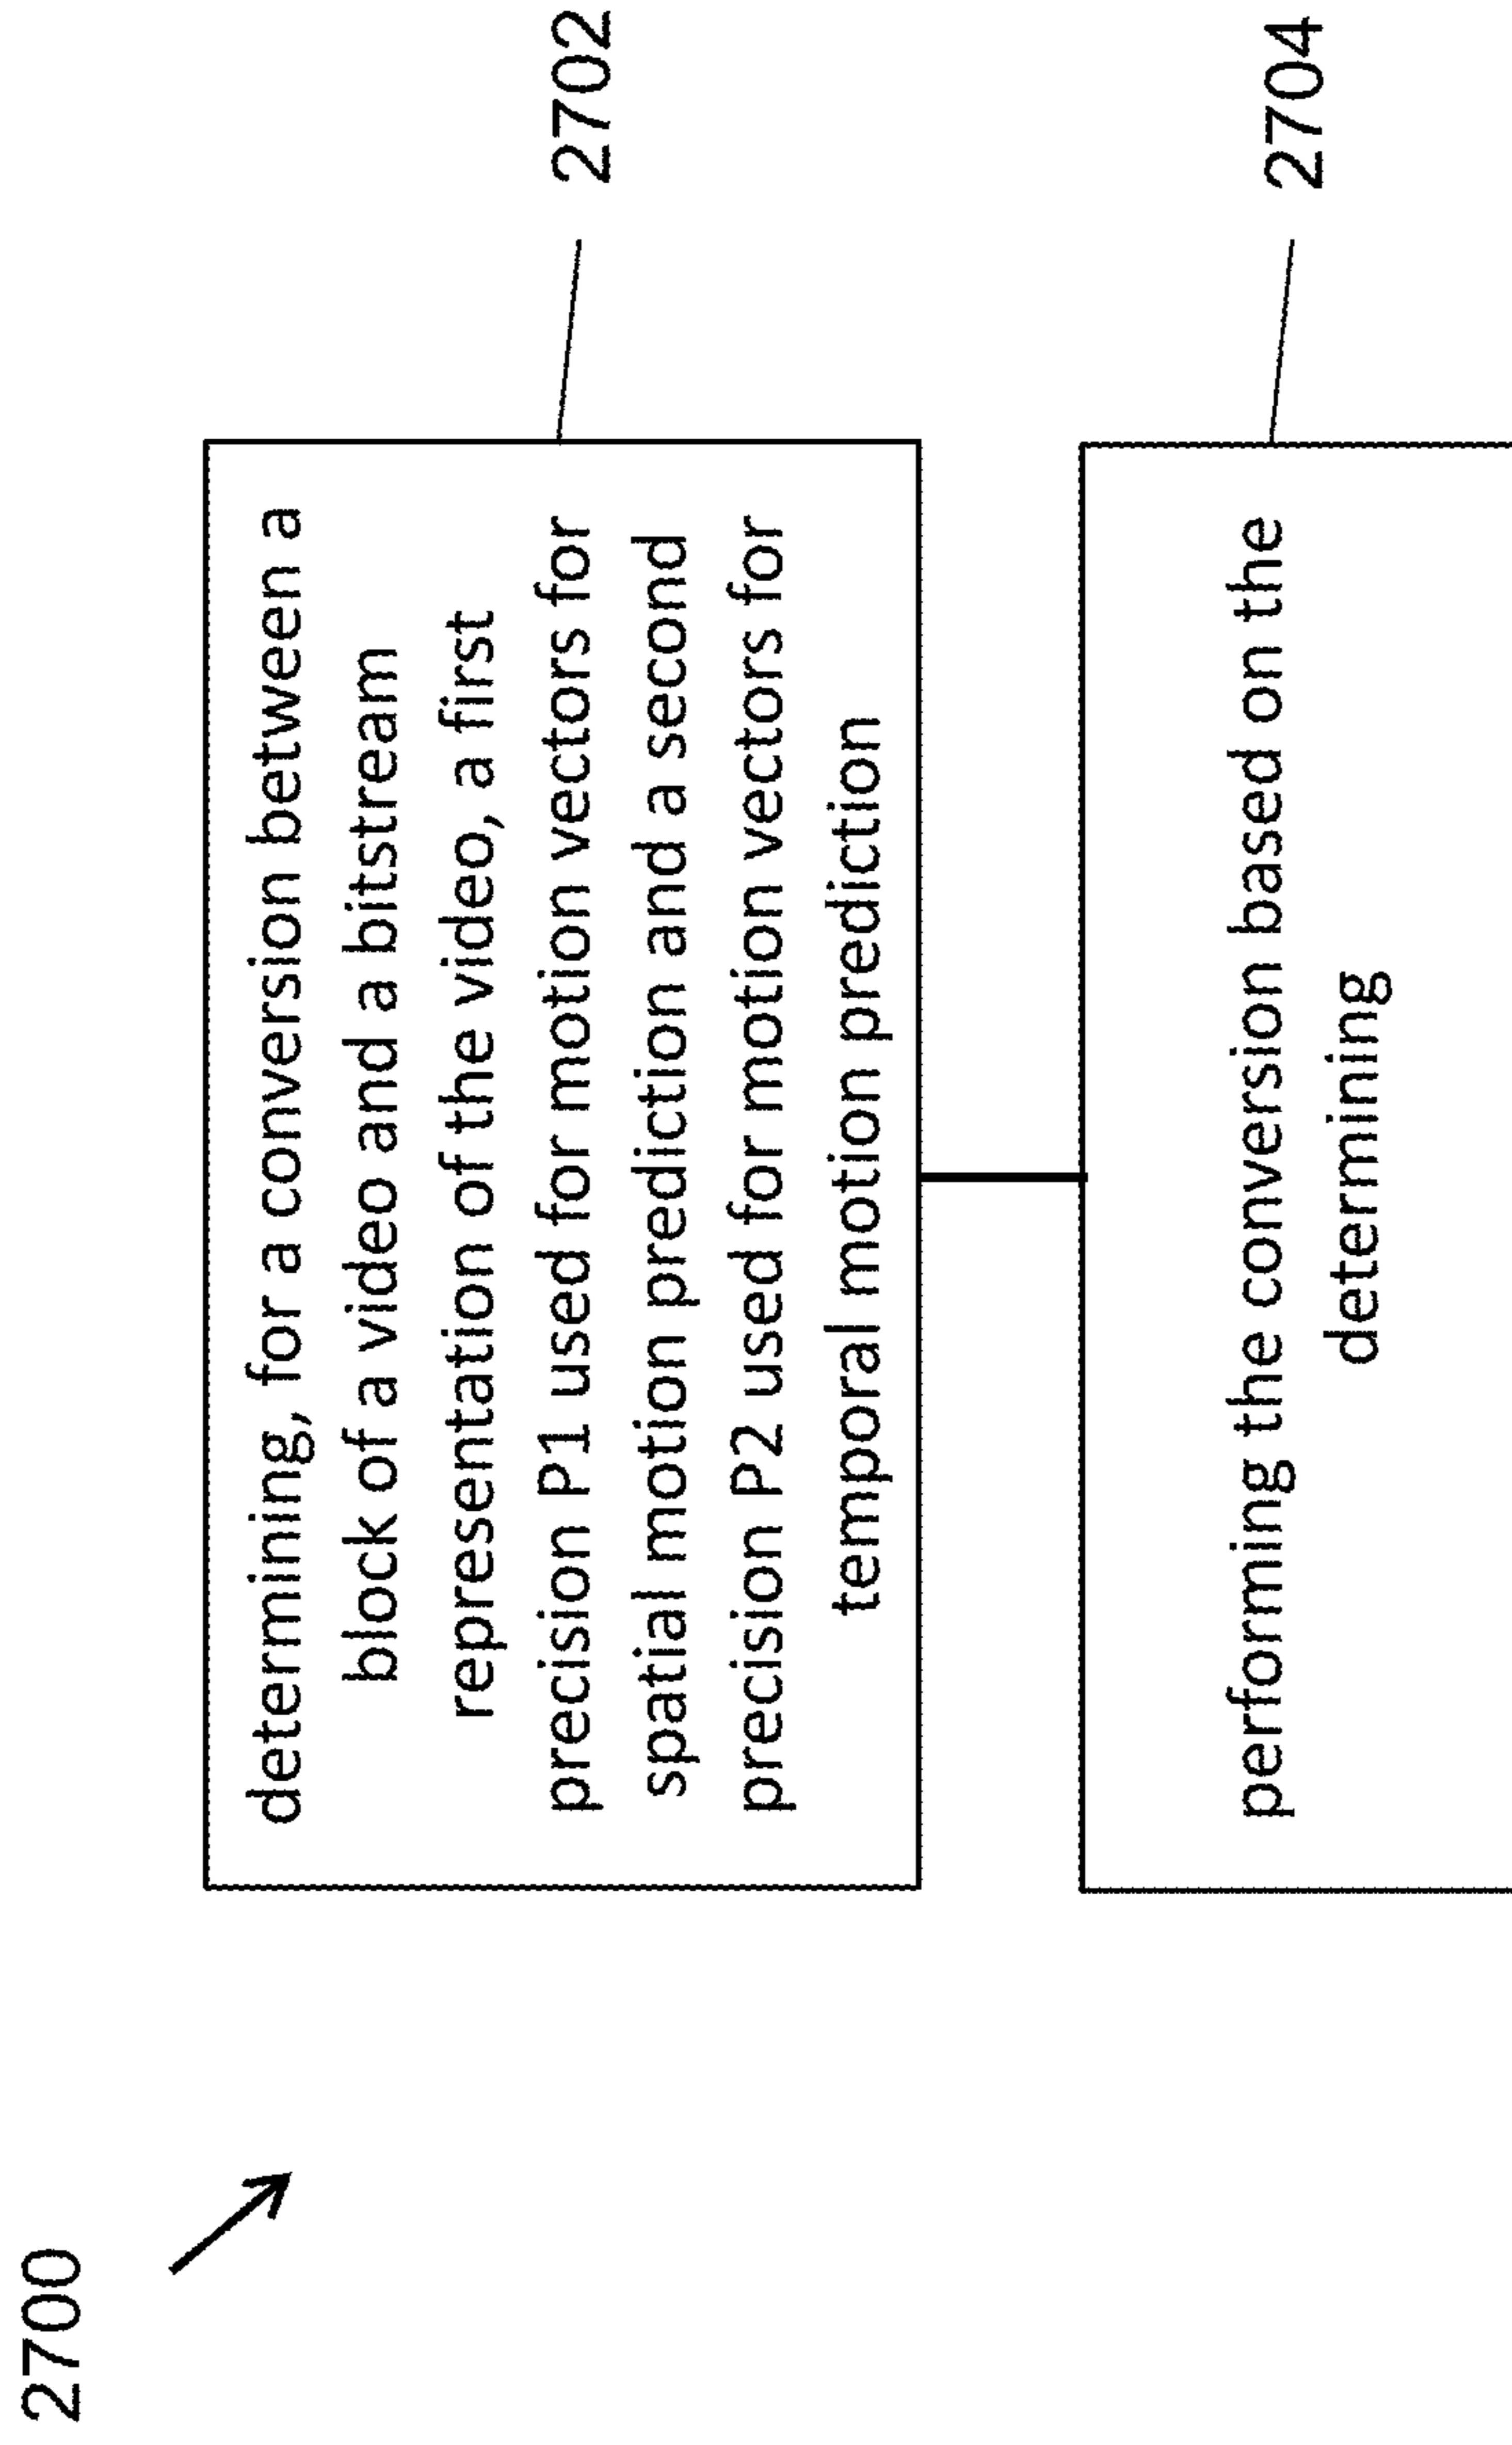 2700
determining, for a conversion between a
block of a video and a bitstream
representation of the video, a first
precision P1 used for motion vectors for
spatial motion prediction and a second
precision P2 used for motion vectors for
temporal motion prediction
2702
performing the conversion based on the
determining
2704